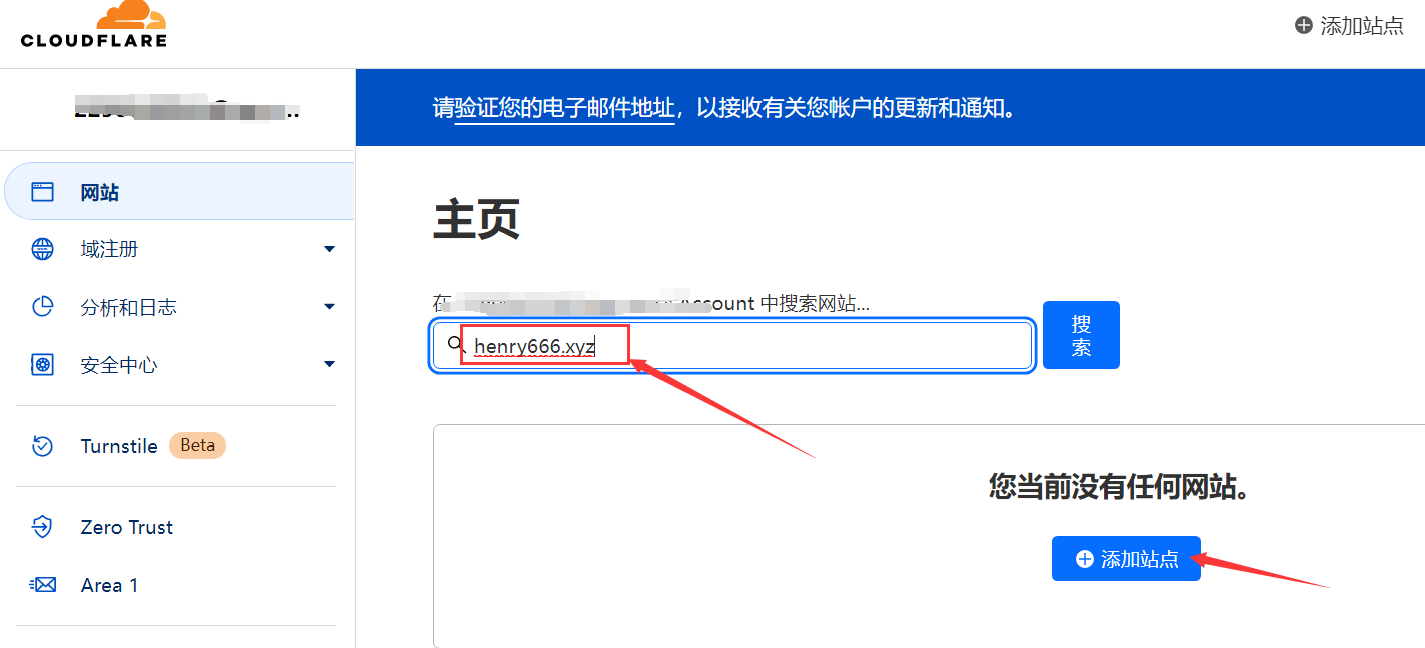 CLOUDFLARE
添加站点
请验证您的电子邮件地址，以接收有关您帐户的更新和通知。
网站
域注册
分析和日志
安全中心
Turnstile Beta
Zero Trust
Area 1
主页
在 Account 中搜索网站...
henry666.xyz
搜
索
您当前没有任何网站。
添加站点